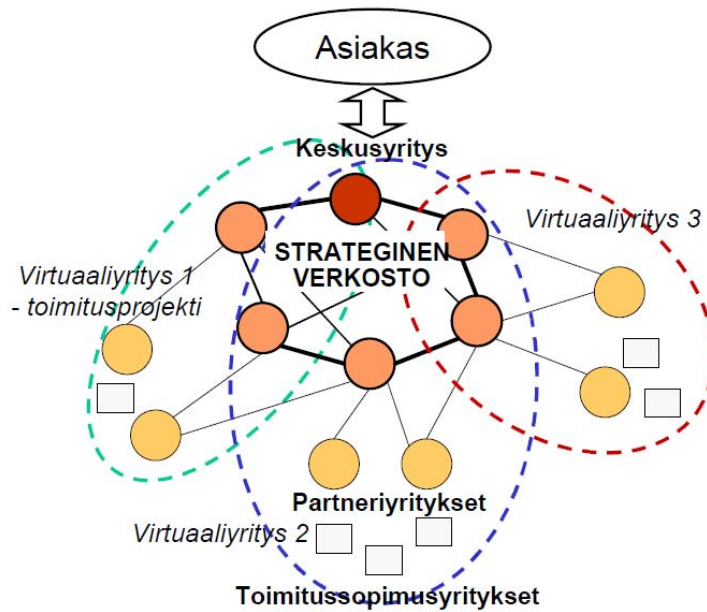 Asiakas
Keskusyritys
Virtuaaliyritys 3
STRATEGINEN
VERKOSTO
Virtuaaliyritys 1
- toimitusprojekti
Partneriyritykset
Virtuaaliyritys 2
Toimitussopimusyritykset